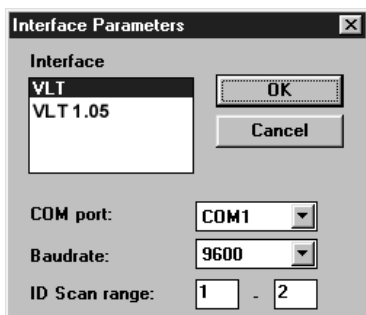 Interface Parameters
Interface
VLT
VLT 1.05
OK
Cancel
COM port: COM1
Baudrate: 9600
ID Scan range: 1 - 2